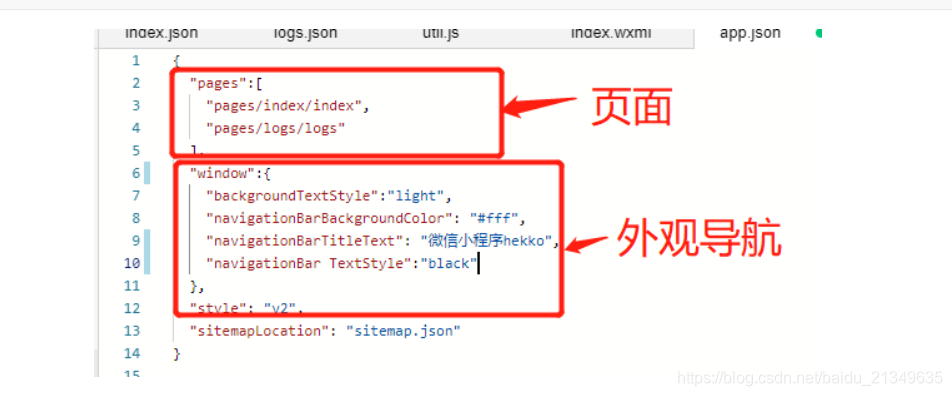 index.json logs.json util.js index.wxml app.json
1 {
2 "pages":[
3 "pages/index/index",
4 "pages/logs/logs"
5 ],
6 "window":{
7 "backgroundTextStyle":"light",
8 "navigationBarBackgroundColor": "#fff",
9 "navigationBarTitleText": "微信小程序hekko",
10 "navigationBar TextStyle":"black"
11 },
12 "style": "v2",
13 "sitemapLocation": "sitemap.json"
14 }
15
页面
外观导航
https://blog.csdn.net/baidu_21349635